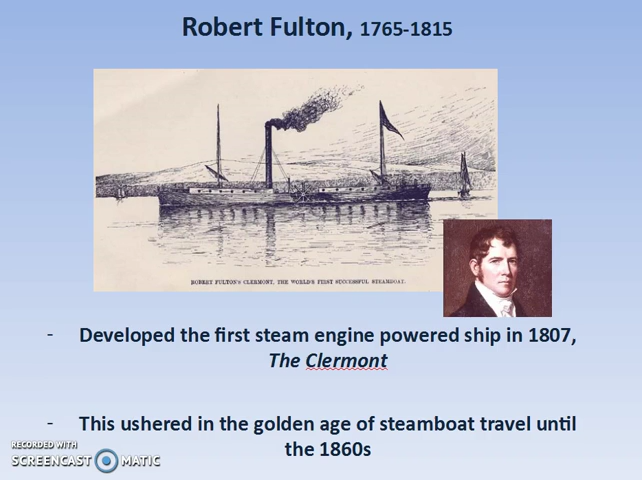 Robert Fulton, 1765-1815
ROBERT FULTON'S CLERMONT, THE WORLD'S FIRST SUCCESSFUL STEAMBOAT.
- Developed the first steam engine powered ship in 1807,
The Clermont
- This ushered in the golden age of steamboat travel until
the 1860s
RECORDED WITH
SCREENCAST MATIC